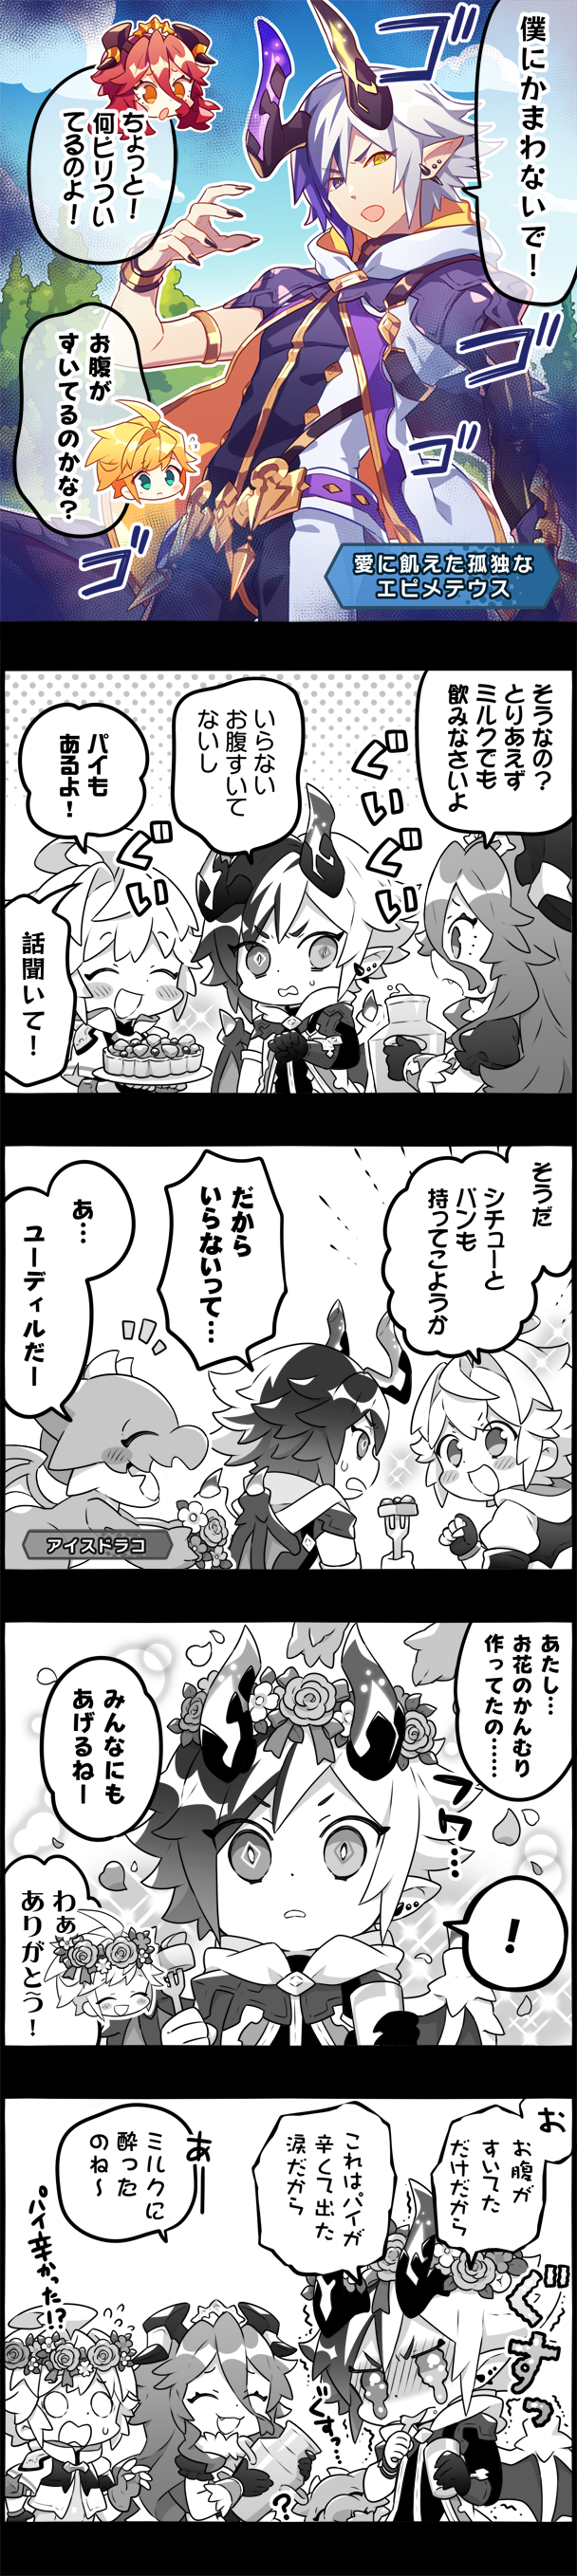 僕にかまわないで！
ゴ
ちょっと！
何ピリつい
てるのよ！
ゴ
ゴ
お腹が
すいてるのかな？
ゴ
愛に飢えた孤独な
エピメテウス
そうなの？
とりあえず
ミルクでも
飲みなさいよ
ぐいぐい
いらない
お腹すいて
ないし
ぐいぐい
パイも
あるよ！
話聞いて！
そうだ
シチューと
パンも
持ってこようか
だから
いらないって…
あ…
ユーディルだー
アイスドラコ
あたし…
お花のかんむり
作ってたの……
フワ…
！
みんなにも
あげるねー
わぁ
ありがとう！
お
お腹が
すいてた
だけだから
ぐすっ
これはパイが
辛くて出た
涙だから
ぐすっ…
あー
ミルクに
酔った
のね〜
パイ辛かった!?
？